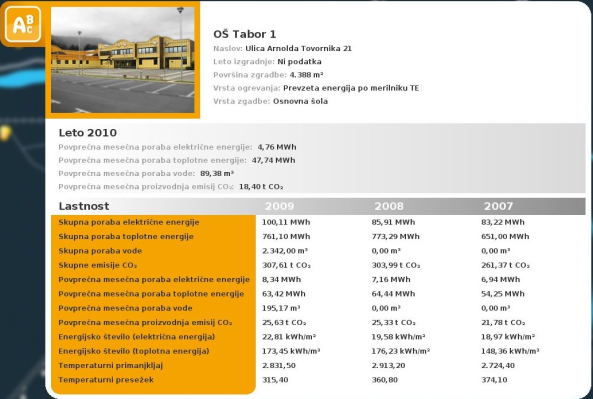 A B C
OŠ Tabor 1
Naslov: Ulica Arnolda Tovornika 21
Leto izgradnje: Ni podatka
Površina zgradbe: 4.388 m²
Vrsta ogrevanja: Prevzeta energija po merilniku TE
Vrsta zgadbe: Osnovna šola
Leto 2010
Povprečna mesečna poraba električne energije: 4,76 MWh
Povprečna mesečna poraba toplotne energije: 47,74 MWh
Povprečna mesečna poraba vode: 89,38 m³
Povprečna mesečna proizvodnja emisij CO₂: 18,40 t CO₂
Lastnost 2009 2008 2007
Skupna poraba električne energije 100,11 MWh 85,91 MWh 83,22 MWh
Skupna poraba toplotne energije 761,10 MWh 773,29 MWh 651,00 MWh
Skupna poraba vode 2.342,00 m³ 0,00 m³ 0,00 m³
Skupne emisije CO₂ 307,61 t CO₂ 303,99 t CO₂ 261,37 t CO₂
Povprečna mesečna poraba električne energije 8,34 MWh 7,16 MWh 6,94 MWh
Povprečna mesečna poraba toplotne energije 63,42 MWh 64,44 MWh 54,25 MWh
Povprečna mesečna poraba vode 195,17 m³ 0,00 m³ 0,00 m³
Povprečna mesečna proizvodnja emisij CO₂ 25,63 t CO₂ 25,33 t CO₂ 21,78 t CO₂
Energijsko število (električna energija) 22,81 kWh/m² 19,58 kWh/m² 18,97 kWh/m²
Energijsko število (toplotna energija) 173,45 kWh/m² 176,23 kWh/m² 148,36 kWh/m²
Temperaturni primanjkljaj 2.831,50 2.913,20 2.724,40
Temperaturni presežek 315,40 360,80 374,10